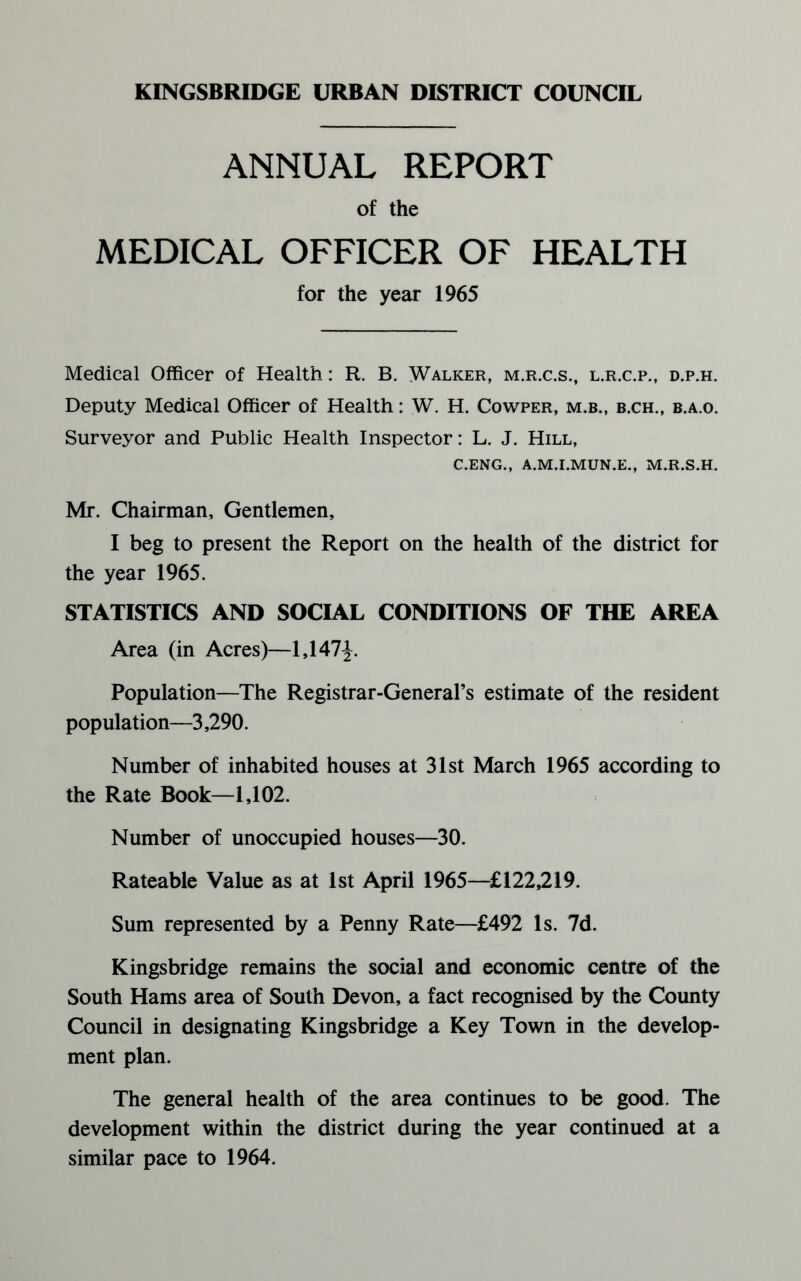 KINGSBRIDGE URBAN DISTRICT COUNCIL
ANNUAL REPORT
of the
MEDICAL OFFICER OF HEALTH
for the year 1965
Medical Officer of Health: R. B. Walker, M.R.C.S., L.R.C.P., D.P.H.
Deputy Medical Officer of Health: W. H. Cowper, M.B., B.CH., B.A.O.
Surveyor and Public Health Inspector: L. J. Hill,
C.ENG., A.M.I.MUN.E., M.R.S.H.
Mr. Chairman, Gentlemen,
I beg to present the Report on the health of the district for
the year 1965.
STATISTICS AND SOCIAL CONDITIONS OF THE AREA
Area (in Acres)—1,147½.
Population—The Registrar-General's estimate of the resident
population—3,290.
Number of inhabited houses at 31st March 1965 according to
the Rate Book—1,102.
Number of unoccupied houses—30.
Rateable Value as at 1st April 1965—£122,219.
Sum represented by a Penny Rate—£492 1s. 7d.
Kingsbridge remains the social and economic centre of the
South Hams area of South Devon, a fact recognised by the County
Council in designating Kingsbridge a Key Town in the develop-
ment plan.
The general health of the area continues to be good. The
development within the district during the year continued at a
similar pace to 1964.